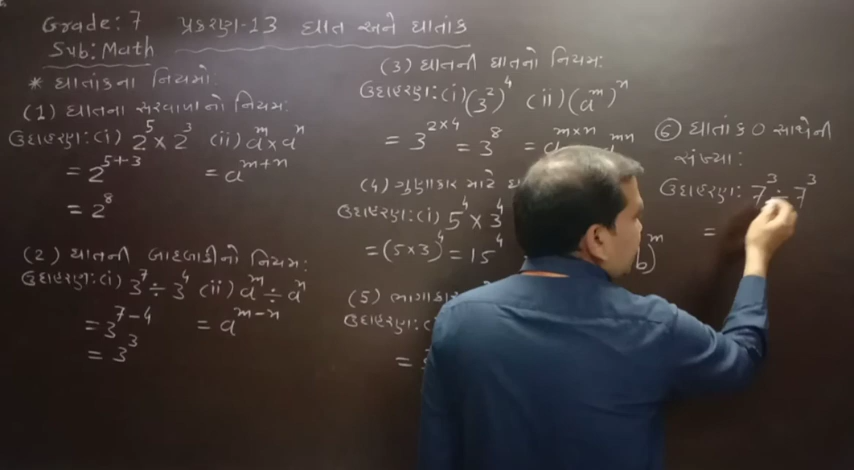 Grade: 7 પ્રકરણ-13 ઘાત અને ઘાતાંક
Sub: Math
* ઘાતાંકના નિયમો:
(1) ઘાતના સરવાળાનો નિયમ:
ઉદાહરણ: (i) 2⁵ × 2³ (ii) aᵐ × aⁿ
= 2⁵⁺³ = aᵐ⁺ⁿ
= 2⁸
(2) ઘાતની બાદબાકીનો નિયમ:
ઉદાહરણ: (i) 3⁷ ÷ 3⁴ (ii) aᵐ ÷ aⁿ
= 3⁷⁻⁴ = aᵐ⁻ⁿ
= 3³
(3) ઘાતની ઘાતનો નિયમ:
ઉદાહરણ: (i) (3²)⁴ (ii) (aᵐ)ⁿ
= 3²ˣ⁴ = 3⁸ = aᵐˣⁿ
(4) ગુણાકાર માટે
ઉદાહરણ: (i) 5⁴ × 3⁴
= (5×3)⁴ = 15⁴ b)ᵐ
(5) ભાગાકાર
ઉદાહરણ:
=
⑥ ઘાતાંક 0 સાથેની
સંખ્યા:
ઉદાહરણ: 7³ ÷ 7³
=